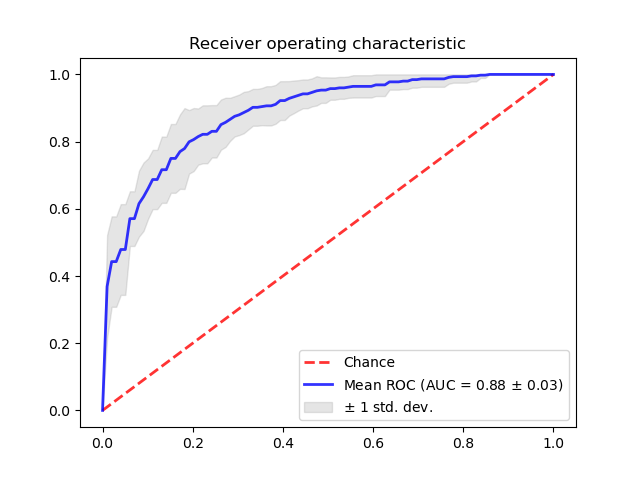 Receiver operating characteristic
1.0
0.8
0.6
0.4
0.2
0.0
0.0 0.2 0.4 0.6 0.8 1.0
Chance
Mean ROC (AUC = 0.88 ± 0.03)
± 1 std. dev.